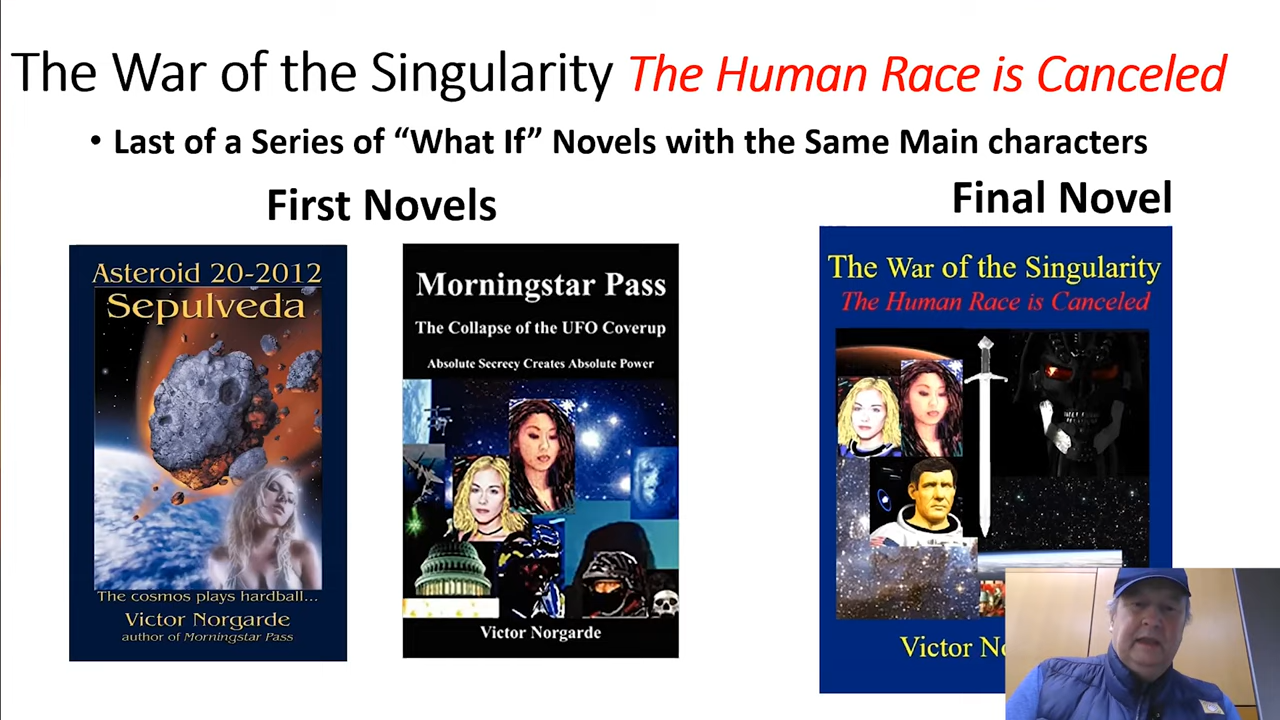 The War of the Singularity The Human Race is Canceled
• Last of a Series of “What If” Novels with the Same Main characters
First Novels
Final Novel
Asteroid 20-2012
Sepulveda
The cosmos plays hardball...
Victor Norgarde
author of Morningstar Pass
Morningstar Pass
The Collapse of the UFO Coverup
Absolute Secrecy Creates Absolute Power
Victor Norgarde
The War of the Singularity
The Human Race is Canceled
Victor